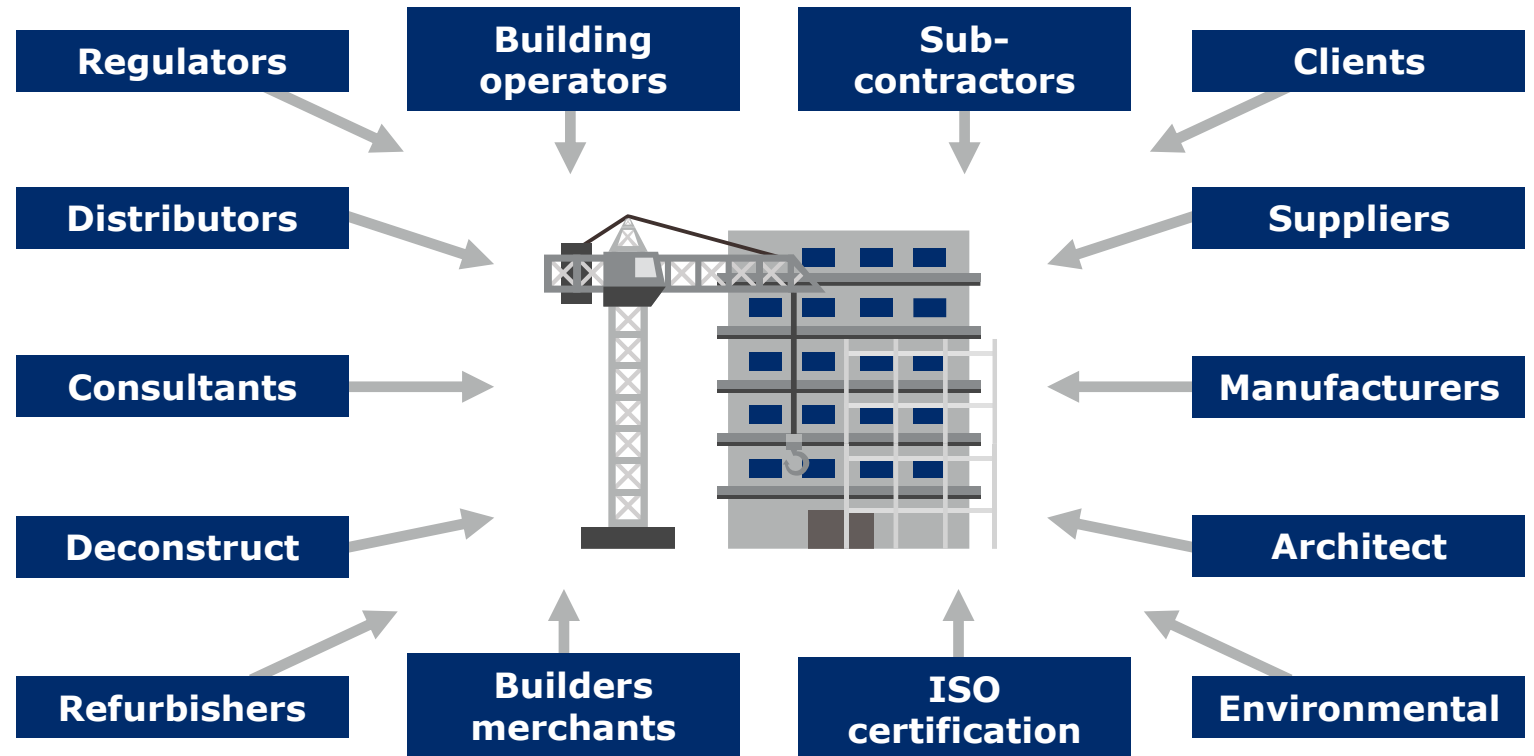 Regulators
Building
operators
Sub-
contractors
Clients
Distributors
Suppliers
Consultants
Manufacturers
Deconstruct
Architect
Refurbishers
Builders
merchants
ISO
certification
Environmental